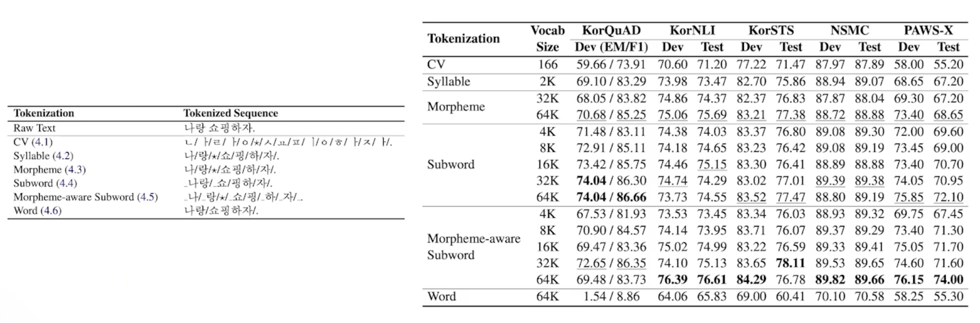 Tokenization Tokenized Sequence
Raw Text 나랑 쇼핑하자.
CV (4.1) ㄴ/ㅏ/ㄹ/ㅏ/ㅇ/⋆/ㅅ/ㅛ/ㅍ/ㅣ/ㅇ/ㅎ/ㅏ/ㅈ/ㅏ/.
Syllable (4.2) 나/랑/⋆/쇼/핑/하/자/.
Morpheme (4.3) 나/랑/⋆/쇼핑/하/자/.
Subword (4.4) _나랑/_쇼/핑하/자/.
Morpheme-aware Subword (4.5) _나/_랑/⋆/_쇼/핑/_하/_자/_.
Word (4.6) 나랑/쇼핑하자/.
Tokenization Vocab Size KorQuAD KorNLI KorSTS NSMC PAWS-X
Dev (EM/F1) Dev Test Dev Test Dev Test Dev Test
CV 166 59.66 / 73.91 70.60 71.20 77.22 71.47 87.97 87.89 58.00 55.20
Syllable 2K 69.10 / 83.29 73.98 73.47 82.70 75.86 88.94 89.07 68.65 67.20
Morpheme 32K 68.05 / 83.82 74.86 74.37 82.37 76.83 87.87 88.04 69.30 67.20
64K 70.68 / 85.25 75.06 75.69 83.21 77.38 88.72 88.88 73.40 68.65
Subword 4K 71.48 / 83.11 74.38 74.03 83.37 76.80 89.08 89.30 72.00 69.60
8K 72.91 / 85.11 74.18 74.65 83.23 76.42 89.08 89.19 73.45 69.00
16K 73.42 / 85.75 74.46 75.15 83.30 76.41 88.89 88.88 73.40 70.70
32K 74.04 / 86.30 74.74 74.29 83.02 77.01 89.39 89.38 74.05 70.95
64K 74.04 / 86.66 73.73 74.55 83.52 77.47 88.80 89.19 75.85 72.10
Morpheme-aware Subword 4K 67.53 / 81.93 73.53 73.45 83.34 76.03 88.93 89.32 69.75 67.45
8K 70.90 / 84.57 74.14 73.95 83.71 76.07 89.37 89.29 73.40 71.30
16K 69.47 / 83.36 75.02 74.99 83.22 76.59 89.33 89.41 75.05 71.70
32K 72.65 / 86.35 74.10 75.13 83.65 78.11 89.53 89.65 74.60 71.60
64K 69.48 / 83.73 76.39 76.61 84.29 76.78 89.82 89.66 76.15 74.00
Word 64K 1.54 / 8.86 64.06 65.83 69.00 60.41 70.10 70.58 58.25 55.30